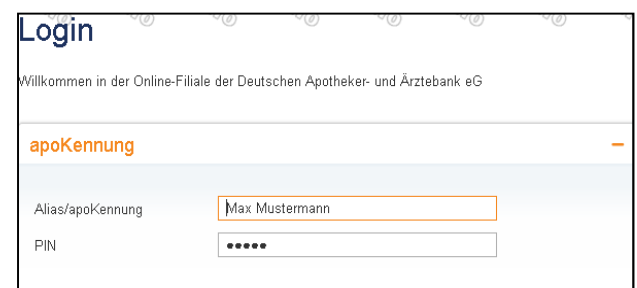 Login
Willkommen in der Online-Filiale der Deutschen Apotheker- und Ärztebank eG
apoKennung
Alias/apoKennung
Max Mustermann
PIN
•••••